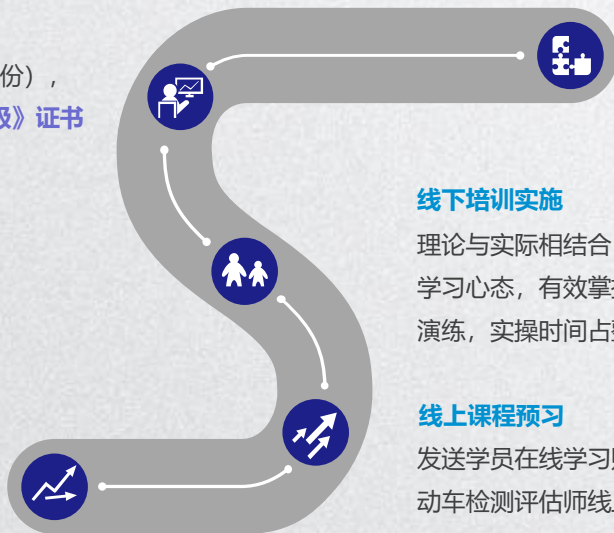 份），
》证书
线下培训实施
理论与实际相结合
学习心态，有效掌
演练，实操时间占
线上课程预习
发送学员在线学习
动车检测评估师线